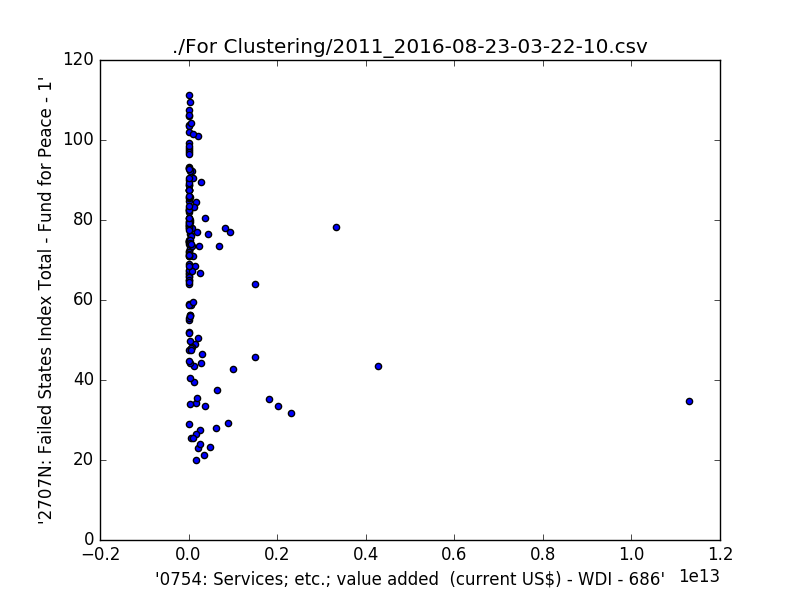 ./For Clustering/2011_2016-08-23-03-22-10.csv
'2707N: Failed States Index Total - Fund for Peace - 1'
120
100
80
60
40
20
0
−0.2 0.0 0.2 0.4 0.6 0.8 1.0 1.2
1e13
'0754: Services; etc.; value added  (current US$) - WDI - 686'